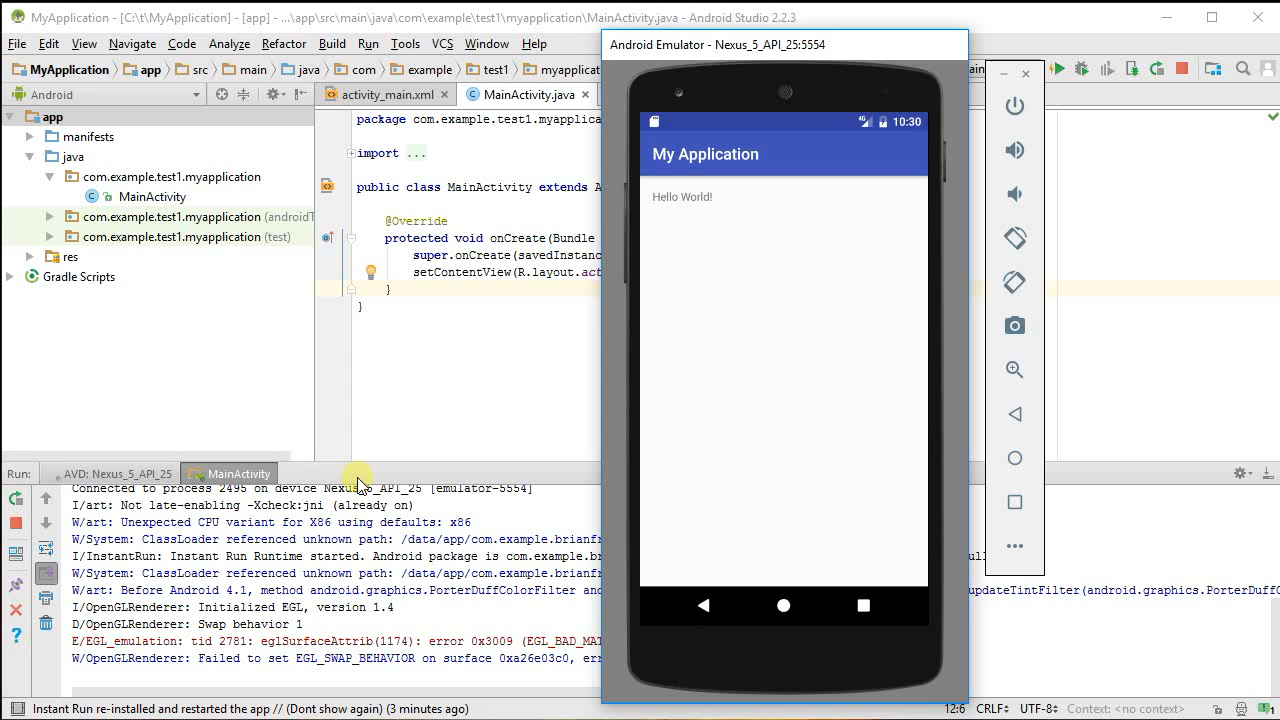 MyApplication - [C:\t\MyApplication] - [app] - ...\app\src\main\java\com\example\test1\myapplication\MainActivity.java - Android Studio 2.2.3
File Edit View Navigate Code Analyze Refactor Build Run Tools VCS Window Help
Android Emulator - Nexus_5_API_25:5554
MyApplication app src main java com example test1 myapplicat
Android
activity_main.xml MainActivity.java
app
manifests
java
com.example.test1.myapplication
MainActivity
com.example.test1.myapplication (androidT
com.example.test1.myapplication (test)
res
Gradle Scripts
package com.example.test1.myapplica
import ...
public class MainActivity extends A
@Override
protected void onCreate(Bundle
super.onCreate(savedInstanc
setContentView(R.layout.act
}
}
4G 10:30
My Application
Hello World!
Run: AVD: Nexus_5_API_25 MainActivity
Connected to process 2495 on device Nexus_5_API_25 [emulator-5554]
I/art: Not late-enabling -Xcheck:jni (already on)
W/art: Unexpected CPU variant for X86 using defaults: x86
W/System: ClassLoader referenced unknown path: /data/app/com.example.brianfr
I/InstantRun: Instant Run Runtime started. Android package is com.example.br
W/System: ClassLoader referenced unknown path: /data/app/com.example.brianfr
W/art: Before Android 4.1, method android.graphics.PorterDuffColorFilter and updateTintFilter(android.graphics.PorterDuffC
I/OpenGLRenderer: Initialized EGL, version 1.4
D/OpenGLRenderer: Swap behavior 1
E/EGL_emulation: tid 2781: eglSurfaceAttrib(1174): error 0x3009 (EGL_BAD_MAT
W/OpenGLRenderer: Failed to set EGL_SWAP_BEHAVIOR on surface 0xa26e03c0, err
Instant Run re-installed and restarted the app // (Dont show again) (3 minutes ago) 12:6 CRLF UTF-8 Context: <no context>